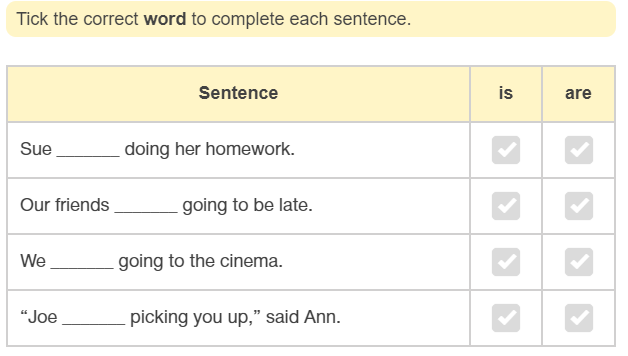 Tick the correct word to complete each sentence.
Sentence is are
Sue _______ doing her homework.
Our friends _______ going to be late.
We _______ going to the cinema.
“Joe _______ picking you up,” said Ann.